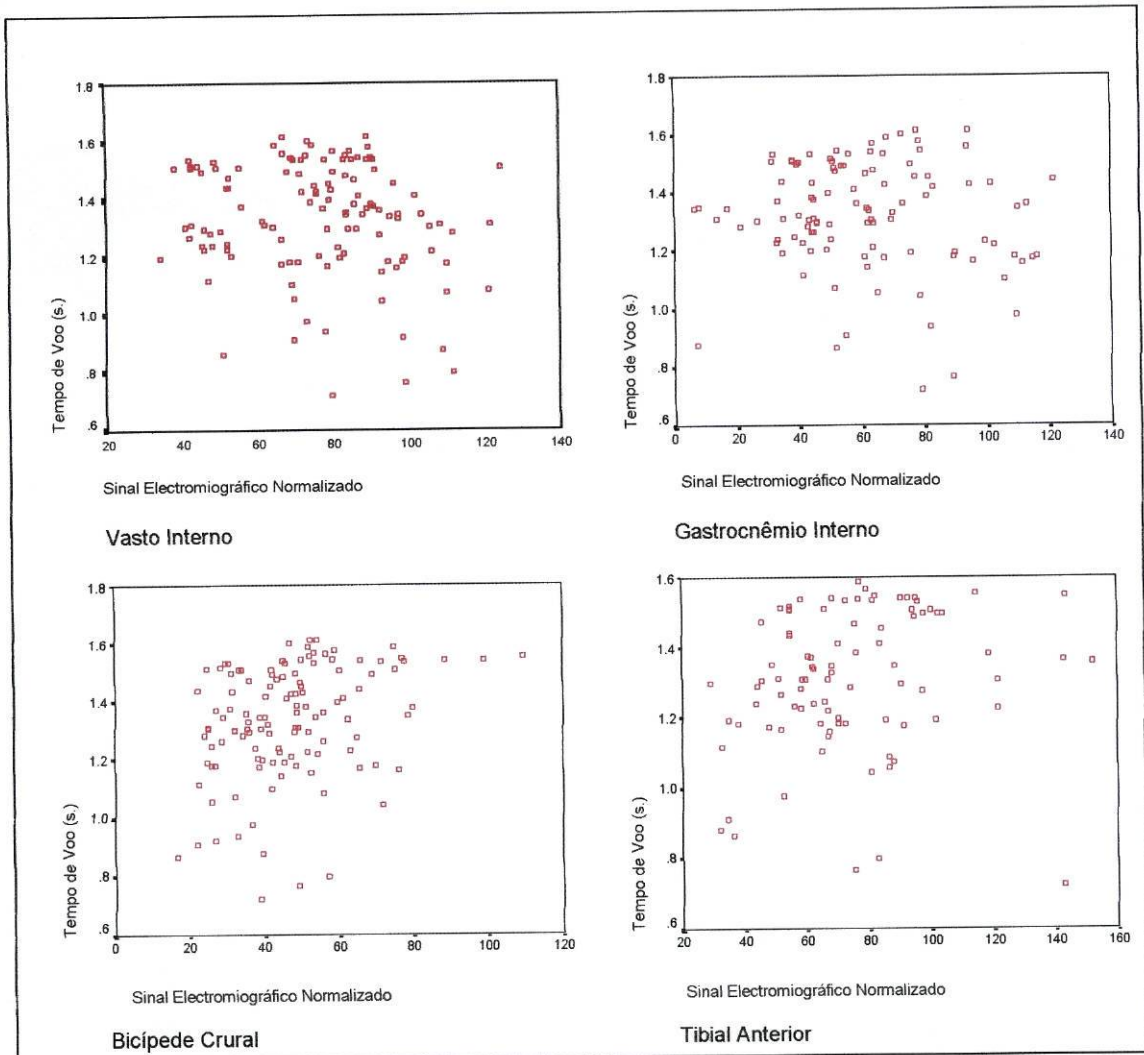 Tempo de Voo (s.)
1.8
1.6
1.4
1.2
1.0
.8
.6
20 40 60 80 100 120 140
Sinal Electromiográfico Normalizado
Vasto Interno
Tempo de Voo (s.)
1.8
1.6
1.4
1.2
1.0
.8
.6
0 20 40 60 80 100 120 140
Sinal Electromiográfico Normalizado
Gastrocnêmio Interno
Tempo de Voo (s.)
1.8
1.6
1.4
1.2
1.0
.8
.6
0 20 40 60 80 100 120
Sinal Electromiográfico Normalizado
Bicípede Crural
Tempo de Voo (s.)
1.6
1.4
1.2
1.0
.8
.6
20 40 60 80 100 120 140 160
Sinal Electromiográfico Normalizado
Tibial Anterior